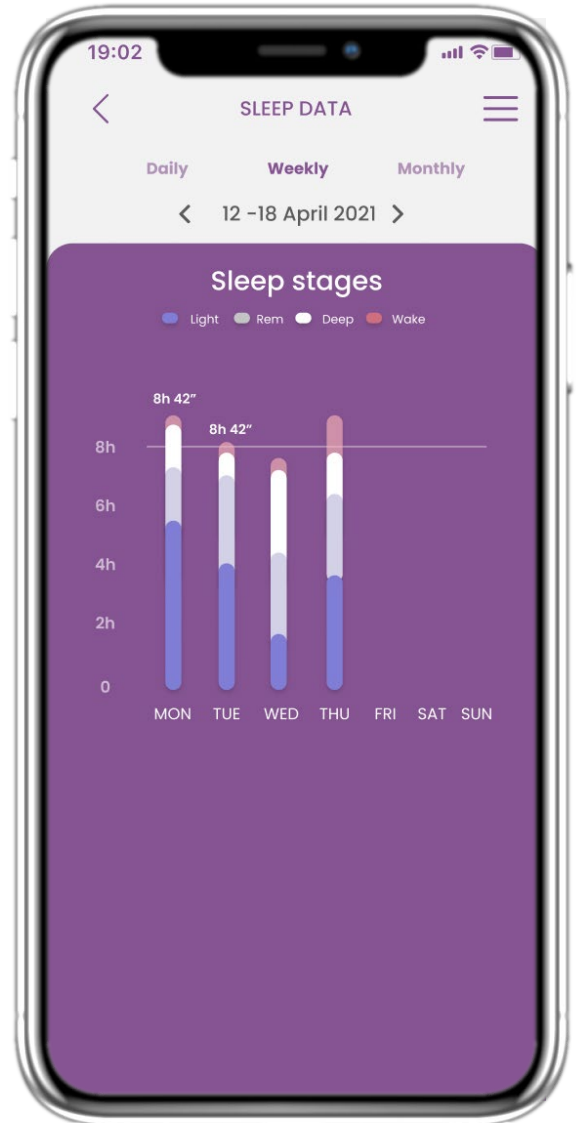 19:02
SLEEP DATA
Daily Weekly Monthly
12 -18 April 2021
Sleep stages
Light Rem Deep Wake
8h 42”
8h 42”
8h
6h
4h
2h
0
MON TUE WED THU FRI SAT SUN